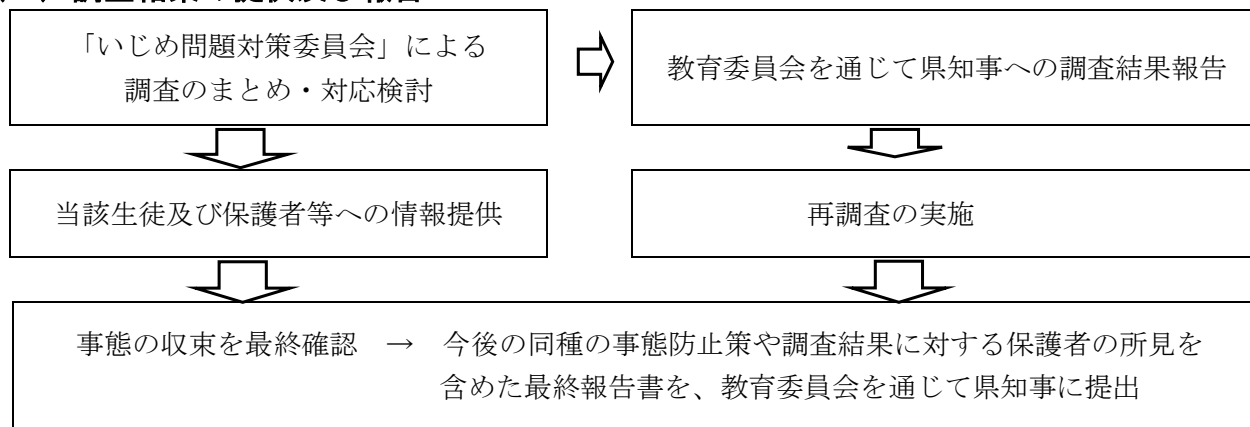 「いじめ問題対策委員会」による
調査のまとめ・対応検討
教育委員会を通じて県知事への調査結果報告
当該生徒及び保護者等への情報提供
再調査の実施
事態の収束を最終確認 → 今後の同種の事態防止策や調査結果に対する保護者の所見を
含めた最終報告書を、教育委員会を通じて県知事に提出